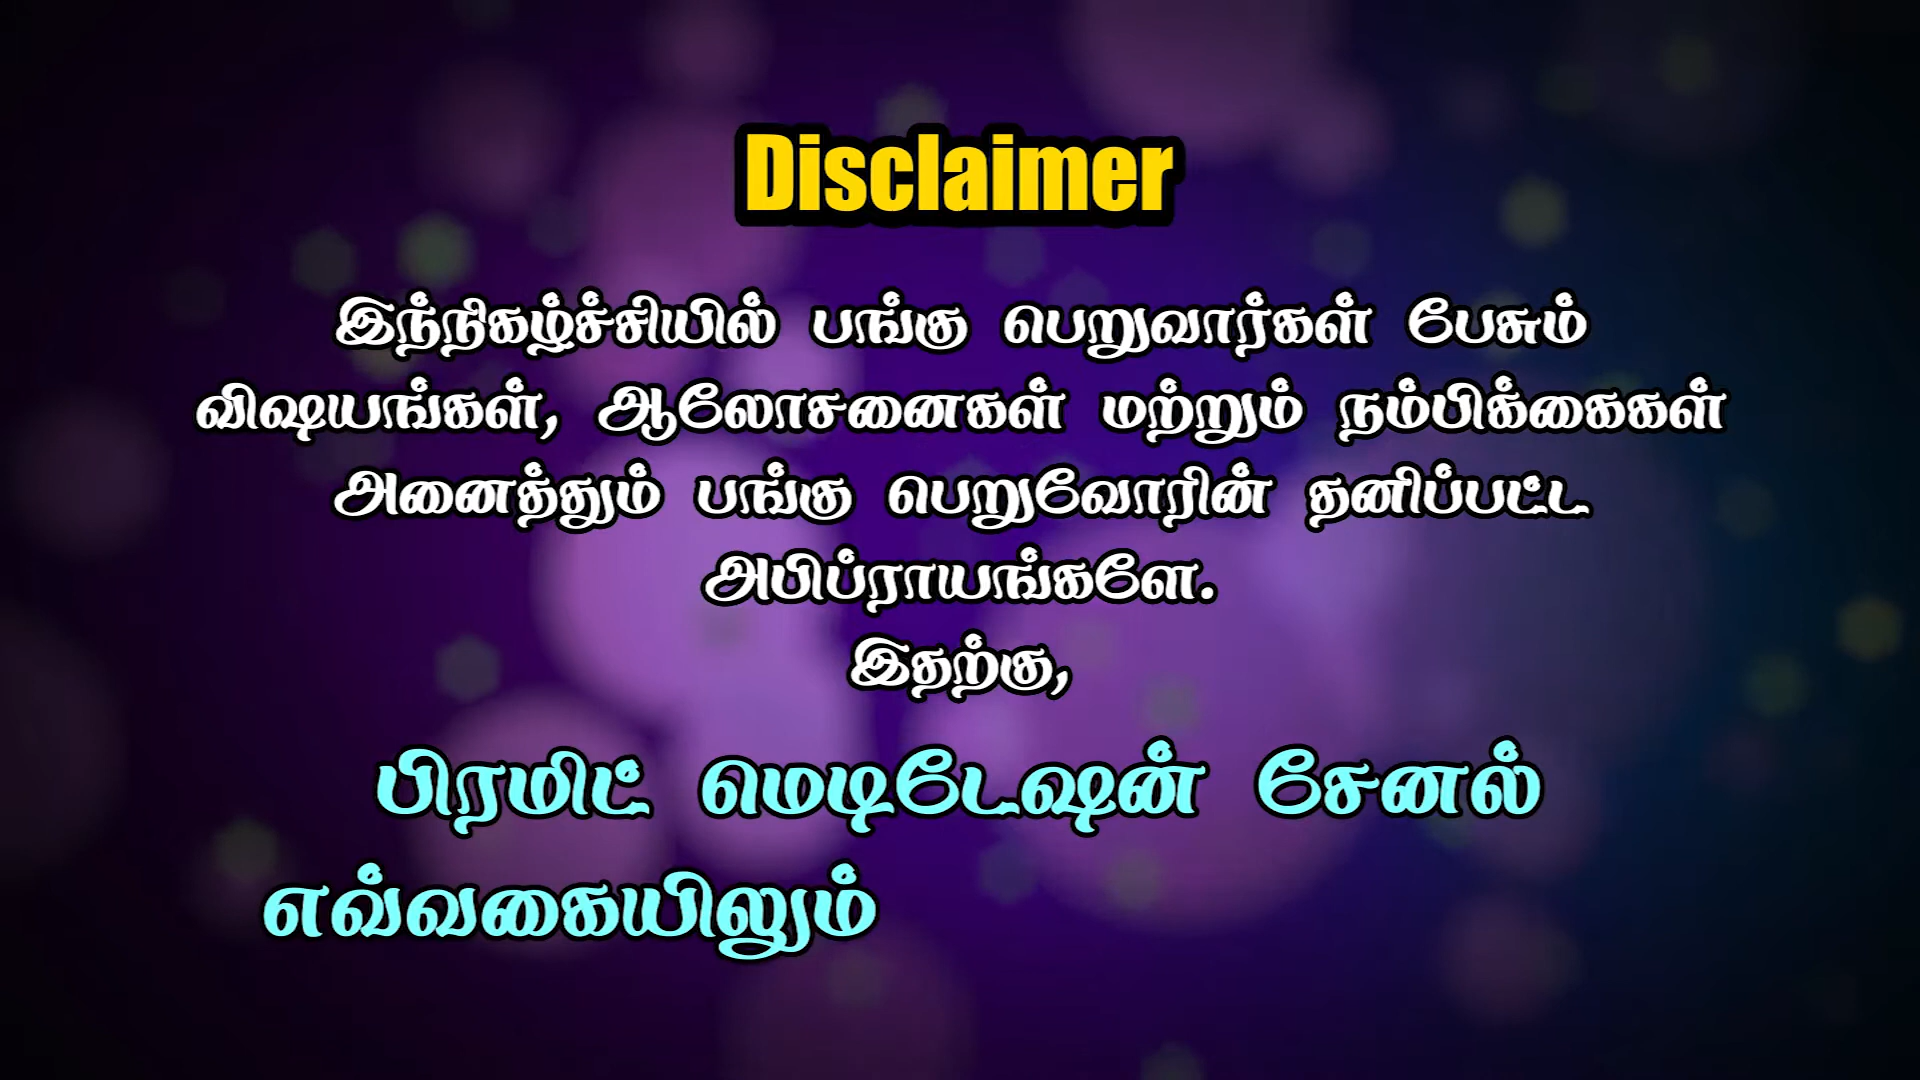 Disclaimer
இந்நிகழ்ச்சியில் பங்கு பெறுவார்கள் பேசும்
விஷயங்கள், ஆலோசனைகள் மற்றும் நம்பிக்கைகள்
அனைத்தும் பங்கு பெறுவோரின் தனிப்பட்ட
அபிப்ராயங்களே.
இதற்கு,
பிரமிட் மெடிடேஷன் சேனல்
எவ்வகையிலும்